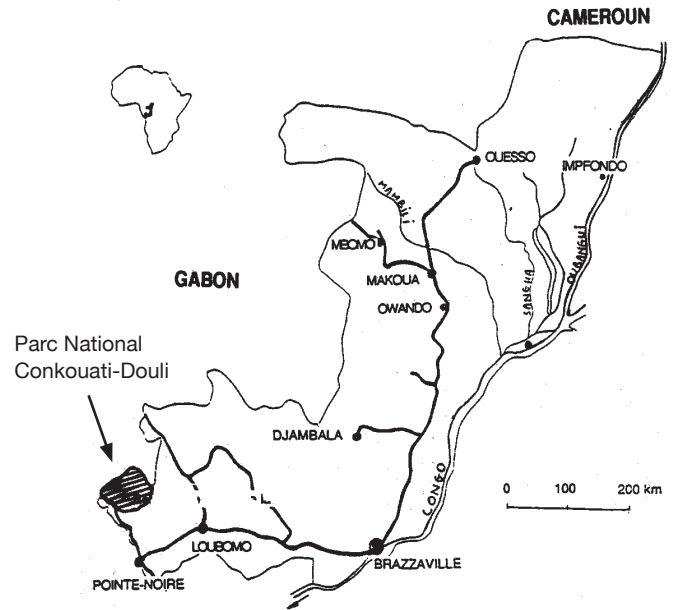 CAMEROUN
OUESSO
IMPFONDO
MAMBILI
MBOMO
OUBANGUI
GABON
MAKOUA
SANGHA
OWANDO
Parc National
Conkouati-Douli
DJAMBALA
CONGO
0 100 200 km
LOUBOMO
BRAZZAVILLE
POINTE-NOIRE